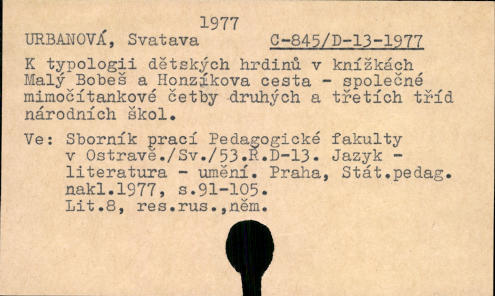 1977
URBANOVÁ, Svatava C-845/D-13-1977
K typologii dětských hrdinů v knížkách
Malý Bobeš a Honzíkova cesta - společné
mimočítankové četby druhých a třetích tříd
národních škol.
Ve: Sborník prací Pedagogické fakulty
v Ostravě./Sv./53.Ř.D-13. Jazyk -
literatura - umění. Praha, Stát.pedag.
nakl.1977, s.91-105.
Lit.8, res.rus.,něm.